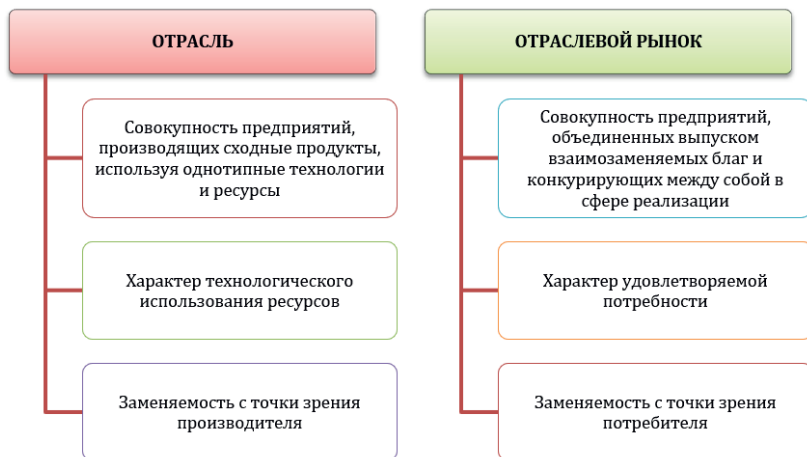 ОТРАСЛЬ
Совокупность предприятий,
производящих сходные продукты,
используя однотипные технологии
и ресурсы
Характер технологического
использования ресурсов
Заменяемость с точки зрения
производителя
ОТРАСЛЕВОЙ РЫНОК
Совокупность предприятий,
объединенных выпуском
взаимозаменяемых благ и
конкурирующих между собой в
сфере реализации
Характер удовлетворяемой
потребности
Заменяемость с точки зрения
потребителя